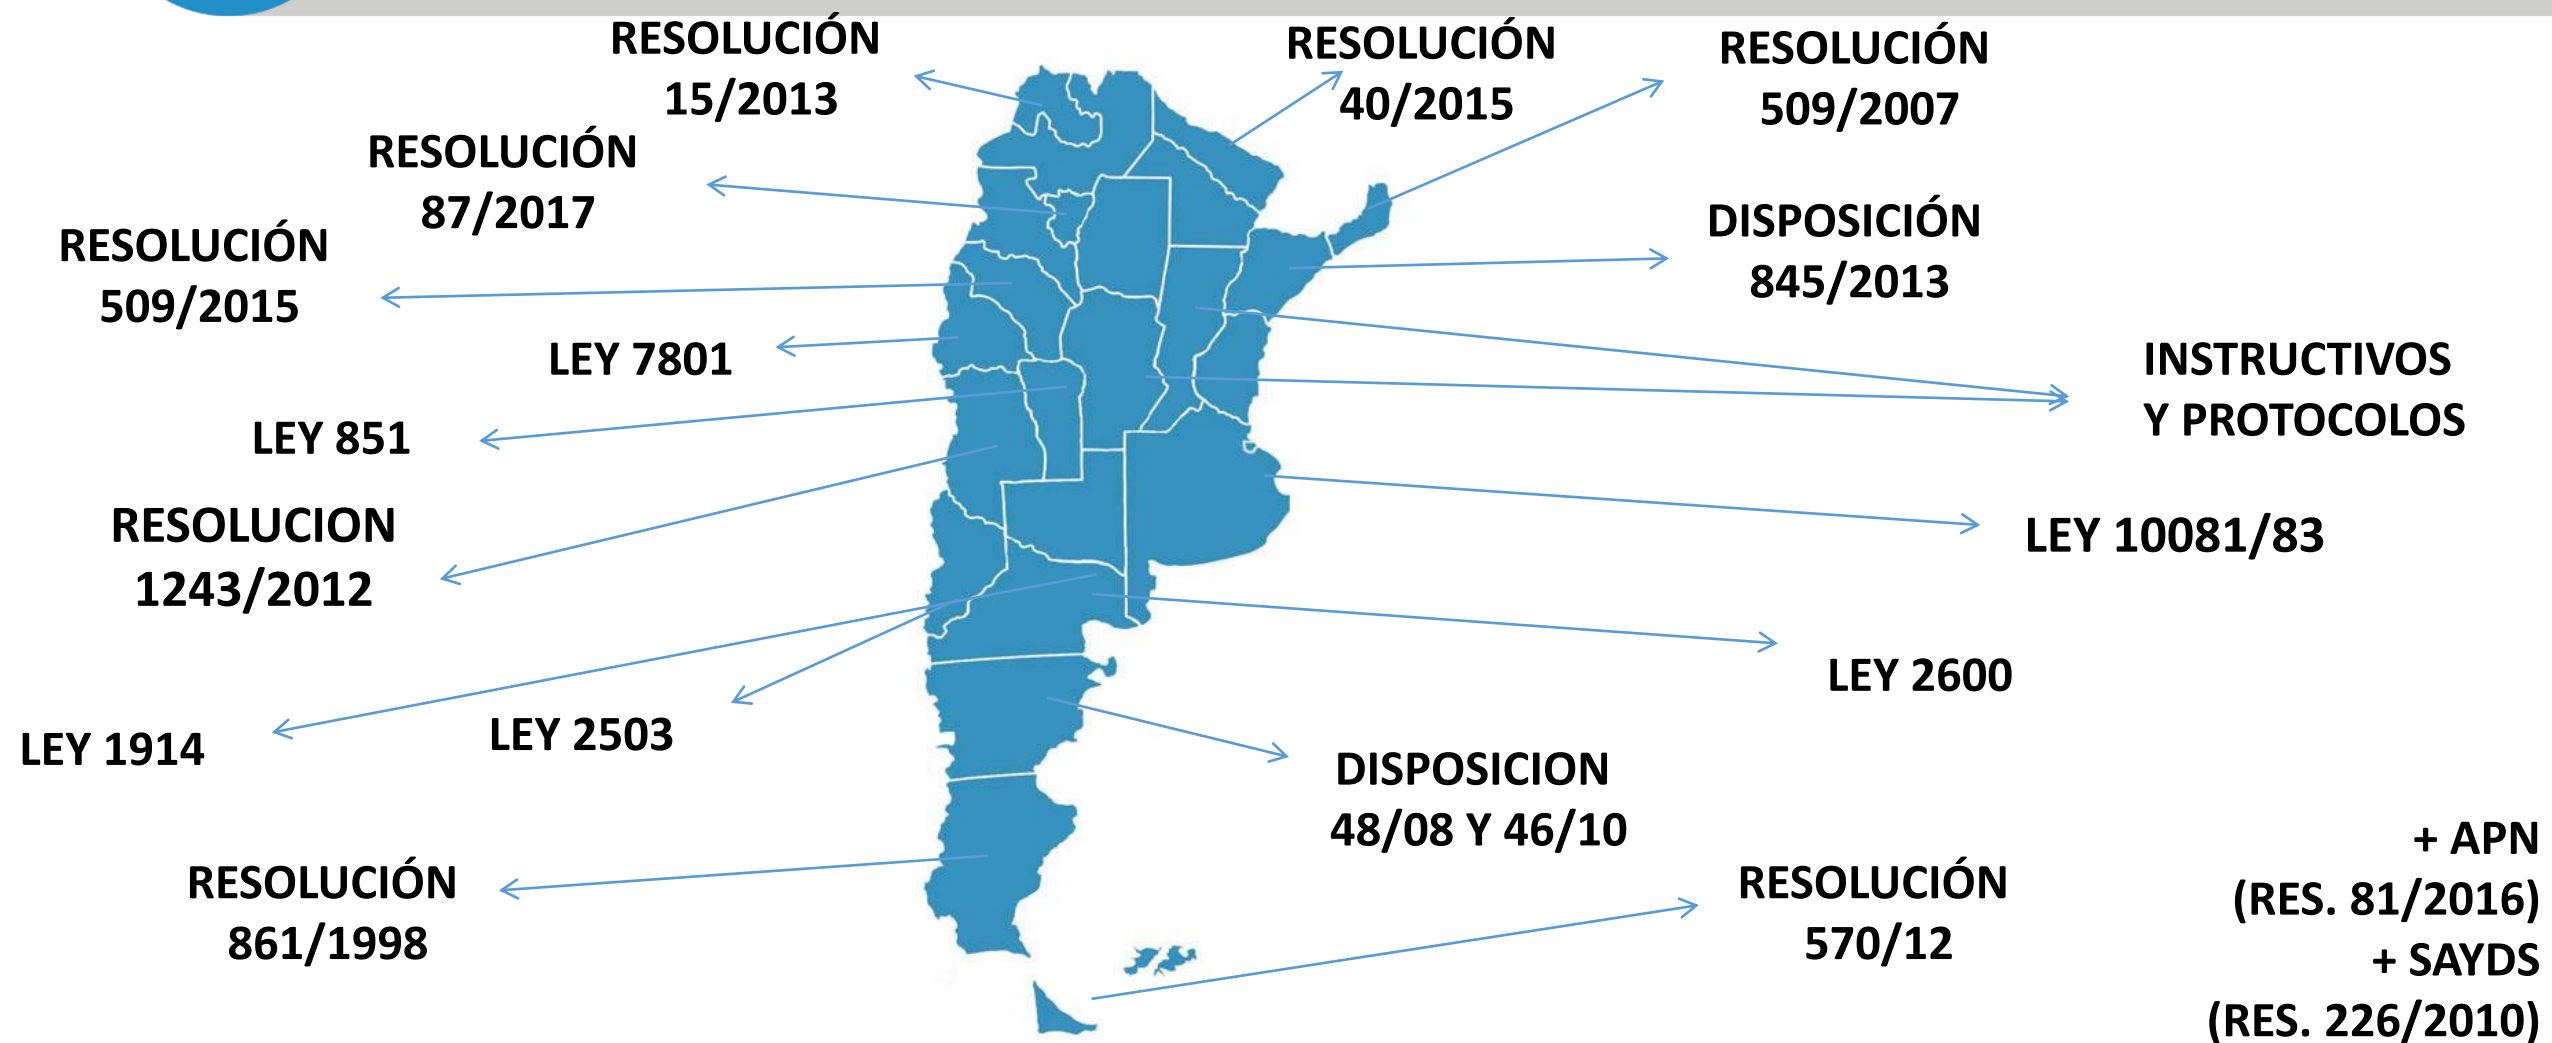 RESOLUCIÓN
15/2013
RESOLUCIÓN
40/2015
RESOLUCIÓN
509/2007
RESOLUCIÓN
87/2017
DISPOSICIÓN
845/2013
RESOLUCIÓN
509/2015
LEY 7801
INSTRUCTIVOS
Y PROTOCOLOS
LEY 851
RESOLUCION
1243/2012
LEY 10081/83
LEY 2600
LEY 1914
LEY 2503
DISPOSICION
48/08 Y 46/10
RESOLUCIÓN
861/1998
RESOLUCIÓN
570/12
+ APN
(RES. 81/2016)
+ SAYDS
(RES. 226/2010)